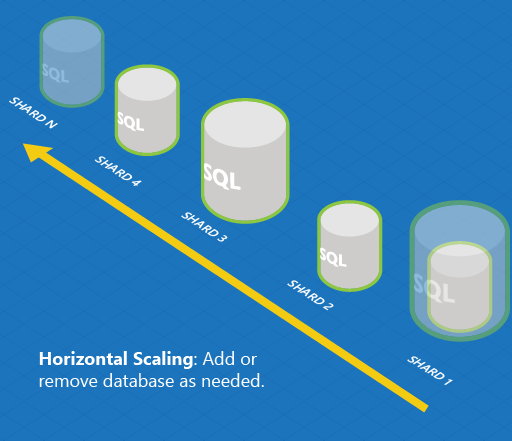 SQL
SHARD N
SQL
SHARD 4
SQL
SHARD 3
SQL
SHARD 2
SQL
SHARD 1
Horizontal Scaling: Add or
remove database as needed.